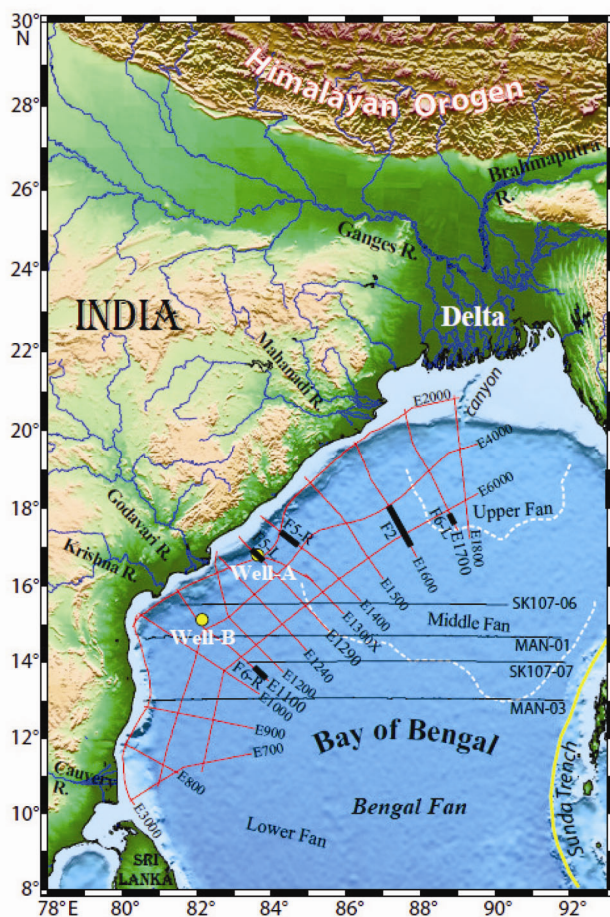 30°
N
28°
26°
24°
22°
20°
18°
16°
14°
12°
10°
8°
78° E
80°
82°
84°
86°
88°
90°
92°
Himalayan Orogen
Brahmaputra
R.
Ganges R.
INDIA
Delta
Mahanadi R.
canyon
E2000
E4000
E6000
Godavari R.
Upper Fan
F5-R
F2
F6-L
E1800
E1700
Krishna R.
5-L
Well-A
E1600
E1500
SK107-06
E1400
Well-B
Middle Fan
E1300X
MAN-01
E1290
E1240
SK107-07
F6-R
E1200
E1100
E1000
MAN-03
E900
Bay of Bengal
E700
Cauvery
R.
E800
E3000
Bengal Fan
Sunda Trench
Lower Fan
SRI
LANKA